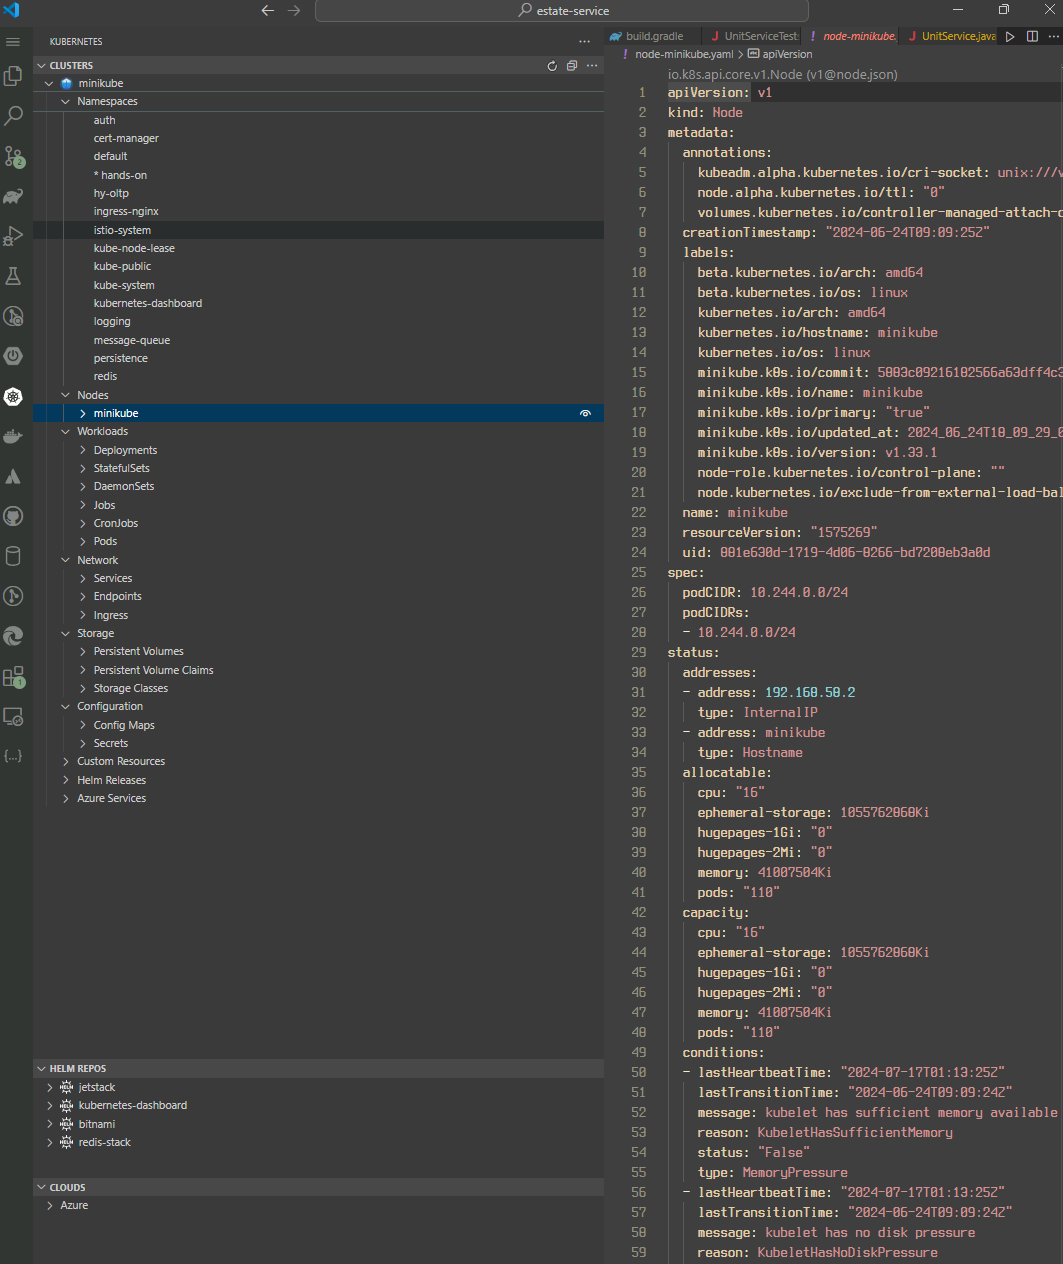 estate-service
KUBERNETES
CLUSTERS
minikube
Namespaces
auth
cert-manager
default
* hands-on
hy-oltp
ingress-nginx
istio-system
kube-node-lease
kube-public
kube-system
kubernetes-dashboard
logging
message-queue
persistence
redis
Nodes
minikube
Workloads
Deployments
StatefulSets
DaemonSets
Jobs
CronJobs
Pods
Network
Services
Endpoints
Ingress
Storage
Persistent Volumes
Persistent Volume Claims
Storage Classes
Configuration
Config Maps
Secrets
Custom Resources
Helm Releases
Azure Services
HELM REPOS
HELM jetstack
HELM kubernetes-dashboard
HELM bitnami
HELM redis-stack
CLOUDS
Azure
2
1
build.gradle J UnitServiceTest ! node-minikube. J UnitService.java
! node-minikube.yaml > abc apiVersion
io.k8s.api.core.v1.Node (v1@node.json)
1 apiVersion: v1
2 kind: Node
3 metadata:
4 annotations:
5 kubeadm.alpha.kubernetes.io/cri-socket: unix:///v
6 node.alpha.kubernetes.io/ttl: "0"
7 volumes.kubernetes.io/controller-managed-attach-
8 creationTimestamp: "2024-06-24T09:09:25Z"
9 labels:
10 beta.kubernetes.io/arch: amd64
11 beta.kubernetes.io/os: linux
12 kubernetes.io/arch: amd64
13 kubernetes.io/hostname: minikube
14 kubernetes.io/os: linux
15 minikube.k8s.io/commit:
16 minikube.k8s.io/name: minikube
17 minikube.k8s.io/primary: "true"
18 minikube.k8s.io/updated_at: 2024_06_24T18_09_29_0
19 minikube.k8s.io/version: v1.33.1
20 node-role.kubernetes.io/control-plane: ""
21 node.kubernetes.io/exclude-from-external-load-bal
22 name: minikube
23 resourceVersion: "1575269"
24 uid:
25 spec:
26 podCIDR: 10.244.0.0/24
27 podCIDRs:
28 - 10.244.0.0/24
29 status:
30 addresses:
31 - address: 192.168.58.2
32 type: InternalIP
33 - address: minikube
34 type: Hostname
35 allocatable:
36 cpu: "16"
37 ephemeral-storage: 1055762868Ki
38 hugepages-1Gi: "0"
39 hugepages-2Mi: "0"
40 memory: 41007504Ki
41 pods: "110"
42 capacity:
43 cpu: "16"
44 ephemeral-storage: 1055762868Ki
45 hugepages-1Gi: "0"
46 hugepages-2Mi: "0"
47 memory: 41007504Ki
48 pods: "110"
49 conditions:
50 - lastHeartbeatTime: "2024-07-17T01:13:25Z"
51 lastTransitionTime: "2024-06-24T09:09:24Z"
52 message: kubelet has sufficient memory available
53 reason: KubeletHasSufficientMemory
54 status: "False"
55 type: MemoryPressure
56 - lastHeartbeatTime: "2024-07-17T01:13:25Z"
57 lastTransitionTime: "2024-06-24T09:09:24Z"
58 message: kubelet has no disk pressure
59 reason: KubeletHasNoDiskPressure